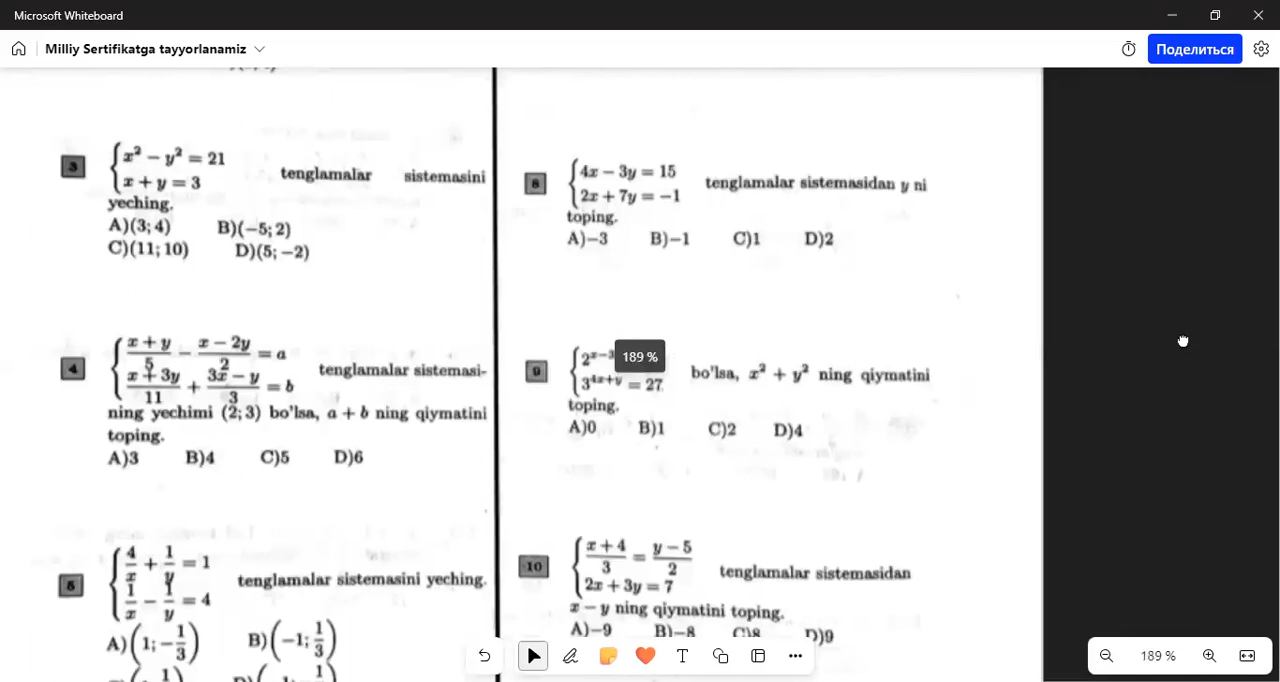 Microsoft Whiteboard
Milliy Sertifikatga tayyorlanamiz
Поделиться
3
x² − y² = 21
x + y = 3
tenglamalar sistemasini
yeching.
A)(3; 4) B)(−5; 2)
C)(11; 10) D)(5; −2)
4
(x + y)/5 − (x − 2y)/2 = a
(x + 3y)/11 + (3x − y)/3 = b
tenglamalar sistemasi-
ning yechimi (2; 3) bo'lsa, a + b ning qiymatini
toping.
A)3 B)4 C)5 D)6
5
4/x + 1/y = 1
1/x − 1/y = 4
tenglamalar sistemasini yeching.
A)(1; −1/3) B)(−1; 1/3)
8
4x − 3y = 15
2x + 7y = −1
tenglamalar sistemasidan y ni
toping.
A)−3 B)−1 C)1 D)2
9
2^(x−3
189 %
3^(4x+y) = 27
bo'lsa, x² + y² ning qiymatini
toping.
A)0 B)1 C)2 D)4
10
(x + 4)/3 = (y − 5)/2
2x + 3y = 7
tenglamalar sistemasidan
x − y ning qiymatini toping.
A)−9 B)−8 C)8 D)9
189 %